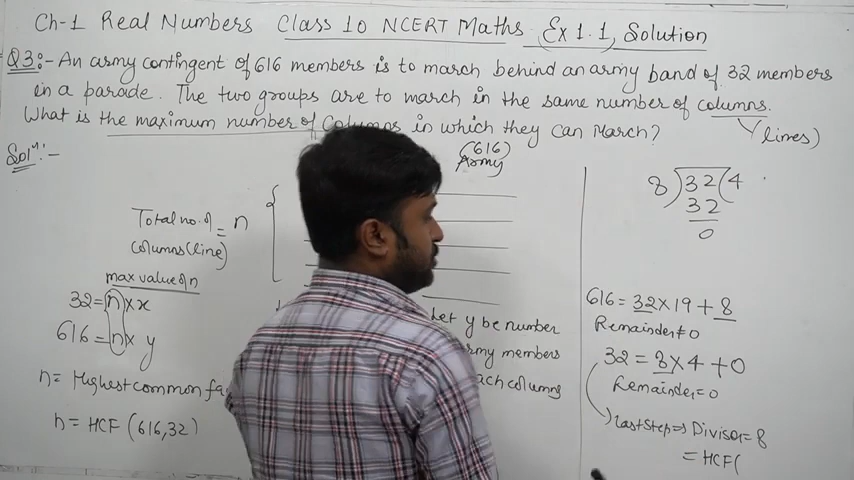 Ch-1 Real Numbers Class 10 NCERT Maths Ex 1.1, Solution
Q3:- An army contingent of 616 members is to march behind an army band of 32 members
in a parade. The two groups are to march in the same number of columns.
What is the maximum number of Columns in which they can March? (lines)
Solⁿ:-
Total no. of = n
columns (line)
max value of n
32 = n × x
616 = n × y
n = Highest common
n = HCF (616,32)
(616)
Army
Let y be number
members
columns
8) 32 (4
32
0
616 = 32 × 19 + 8
Remainder ≠ 0
32 = 8 × 4 + 0
Remainder = 0
Last Step ⇒ Divisor = 8
= HCF(